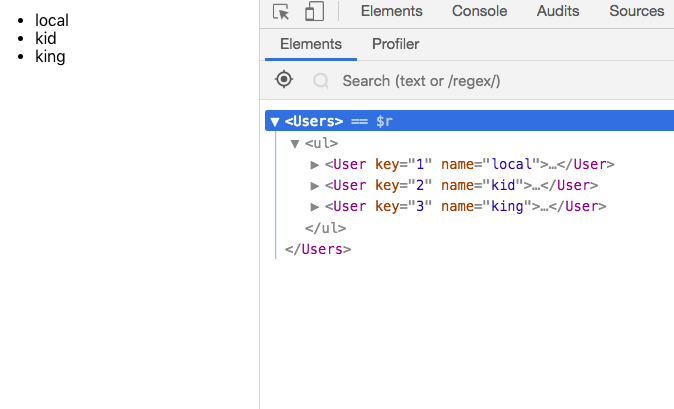 local
kid
king
Elements Console Audits Sources
Elements Profiler
Search (text or /regex/)
▼ <Users> == $r
▼ <ul>
▶ <User key="1" name="local">…</User>
▶ <User key="2" name="kid">…</User>
▶ <User key="3" name="king">…</User>
</ul>
</Users>